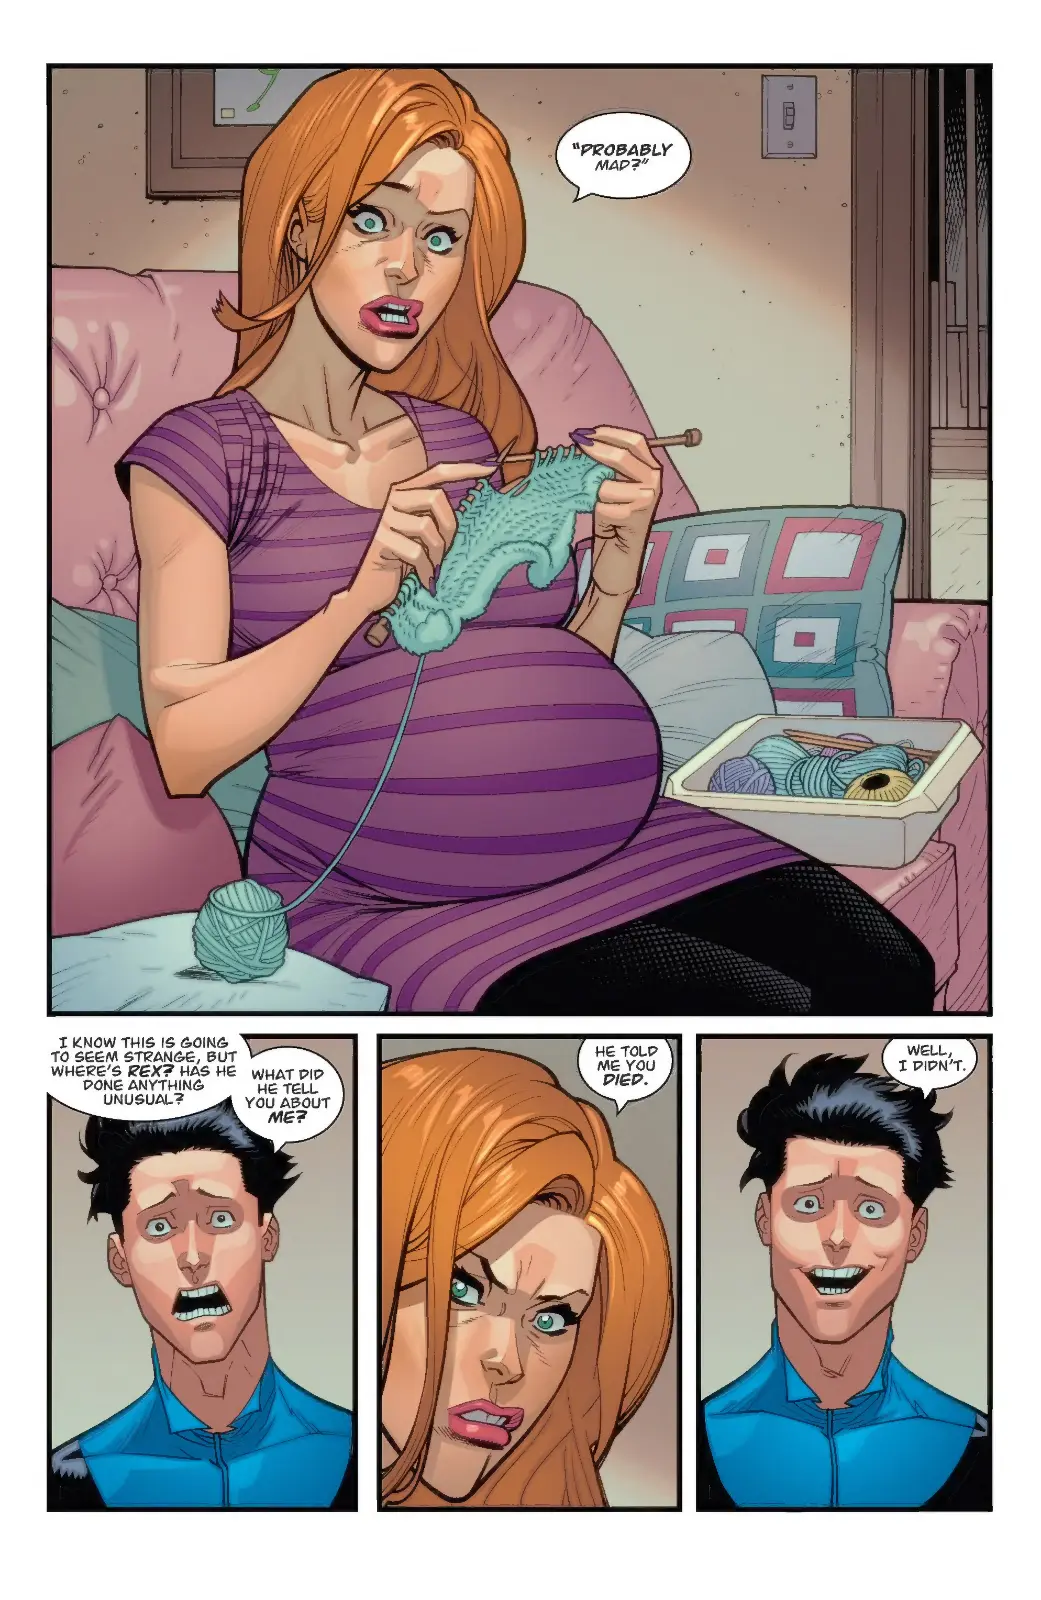 "PROBABLY
MAD?"
I KNOW THIS IS GOING
TO SEEM STRANGE, BUT
WHERE'S REX? HAS HE
DONE ANYTHING
UNUSUAL?
WHAT DID
HE TELL
YOU ABOUT
ME?
HE TOLD
ME YOU
DIED.
WELL,
I DIDN'T.